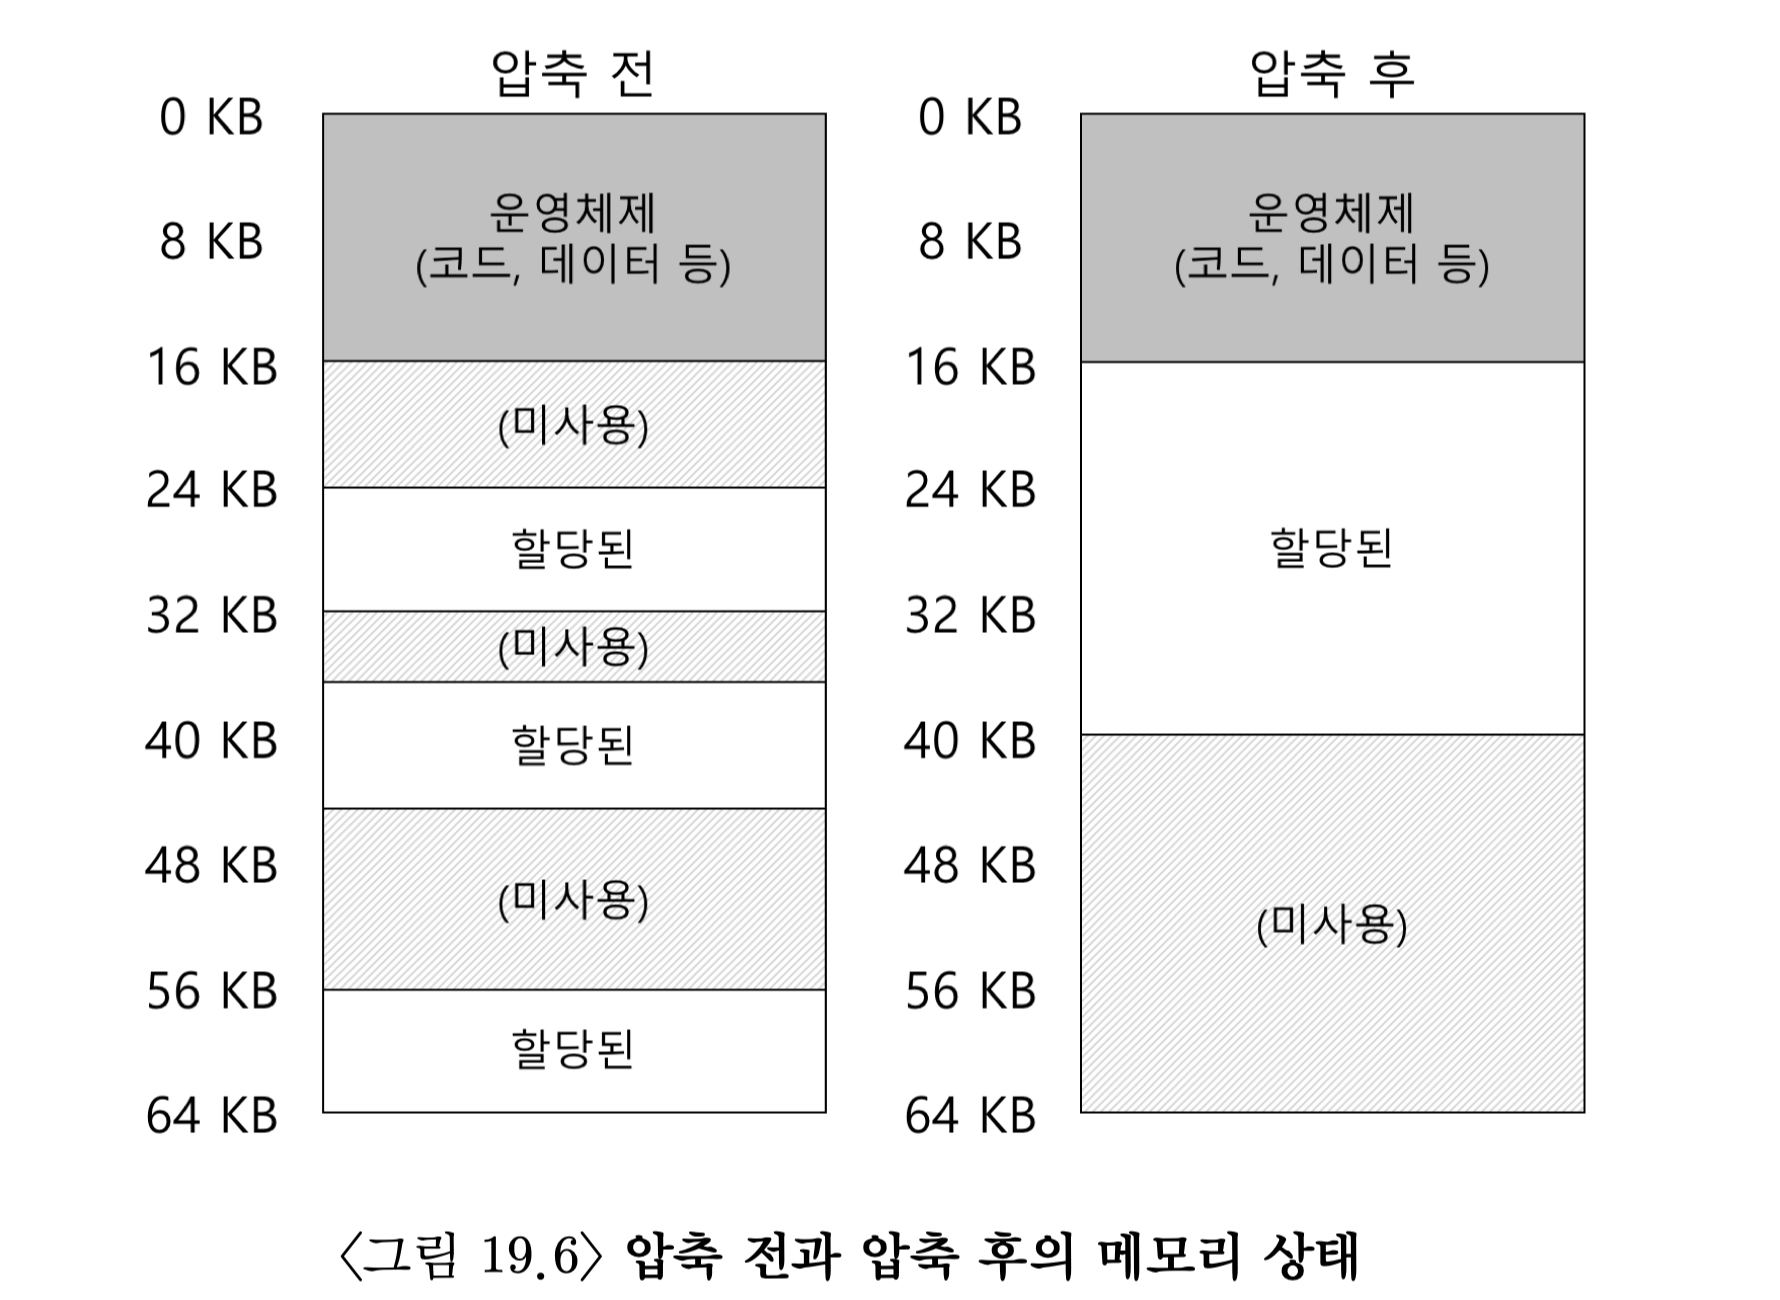 압축 전
0 KB
8 KB
16 KB
24 KB
32 KB
40 KB
48 KB
56 KB
64 KB
운영체제
(코드, 데이터 등)
(미사용)
할당된
(미사용)
할당된
(미사용)
할당된
압축 후
0 KB
8 KB
16 KB
24 KB
32 KB
40 KB
48 KB
56 KB
64 KB
운영체제
(코드, 데이터 등)
할당된
(미사용)
〈그림 19.6〉 압축 전과 압축 후의 메모리 상태